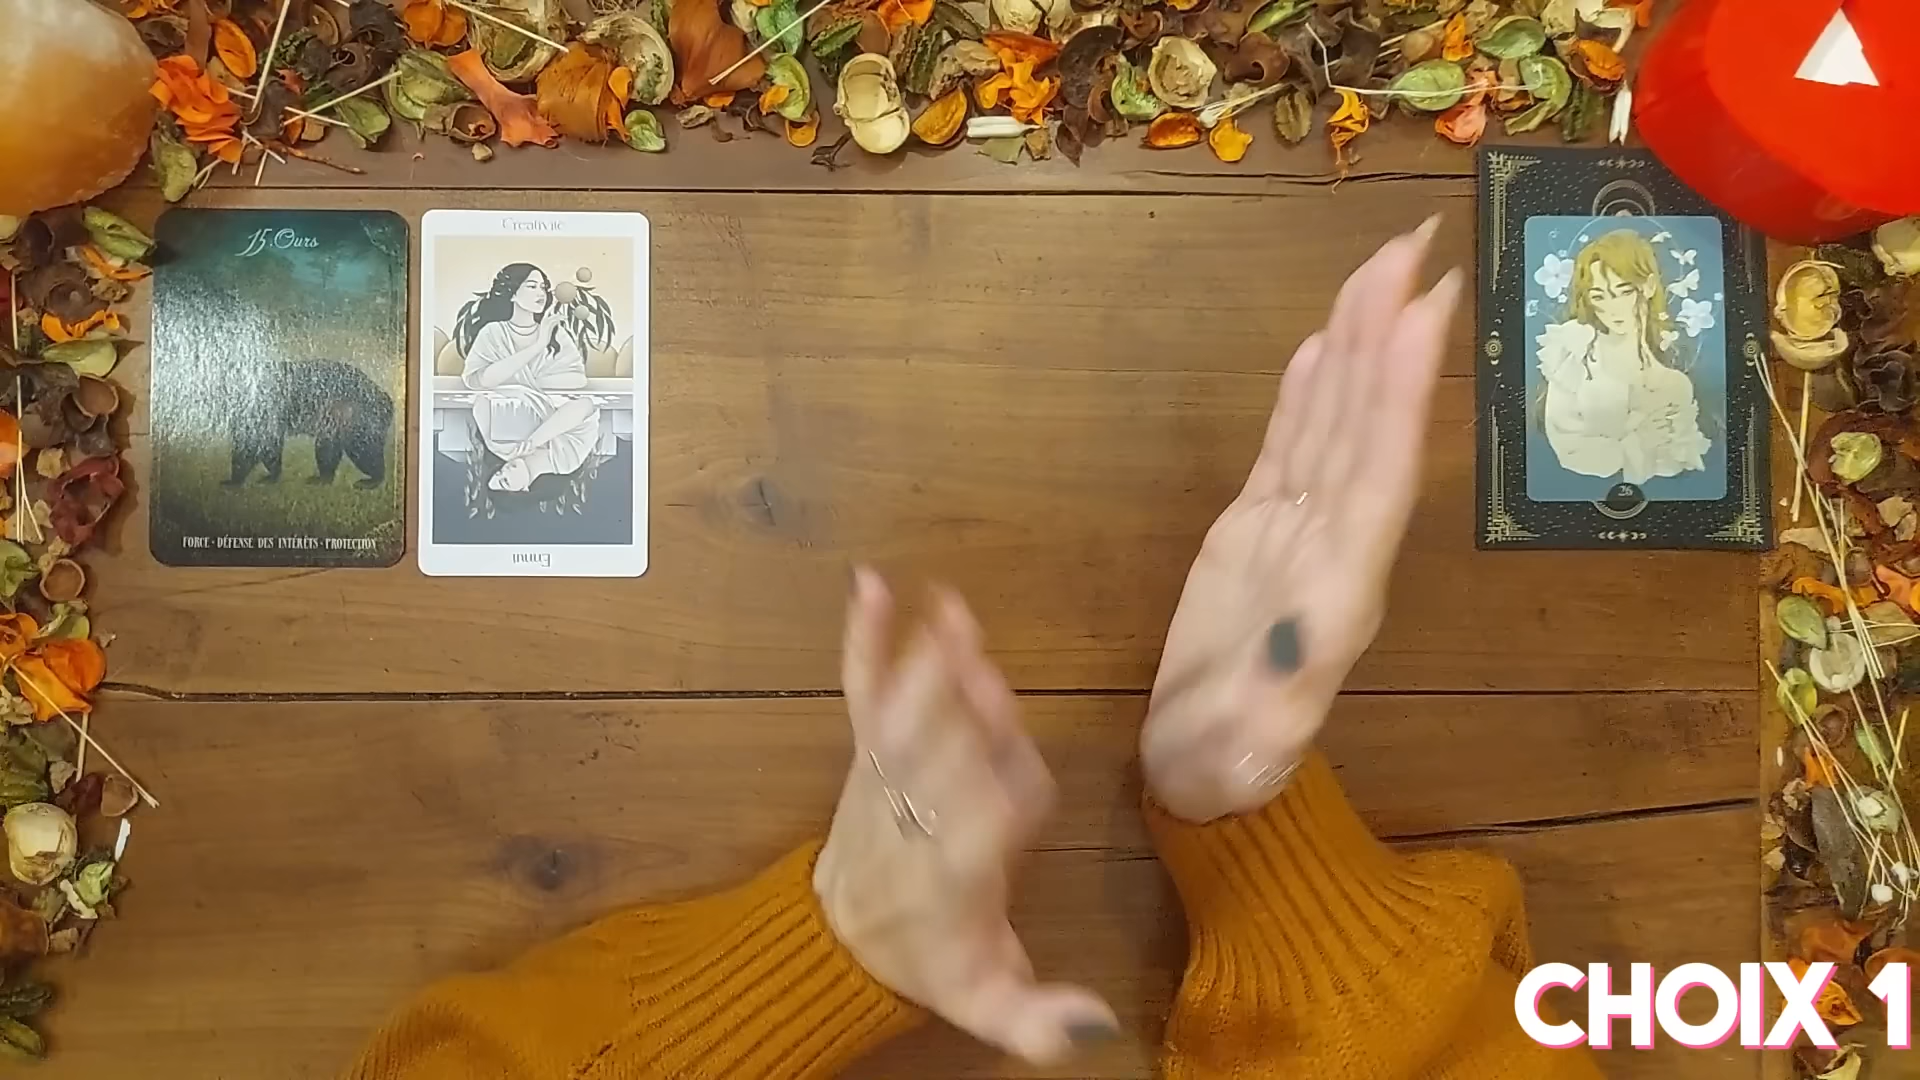 15.Ours
FORCE • DÉFENSE DES INTÉRÊTS • PROTECTION
Créativité
Ennui
26
CHOIX 1